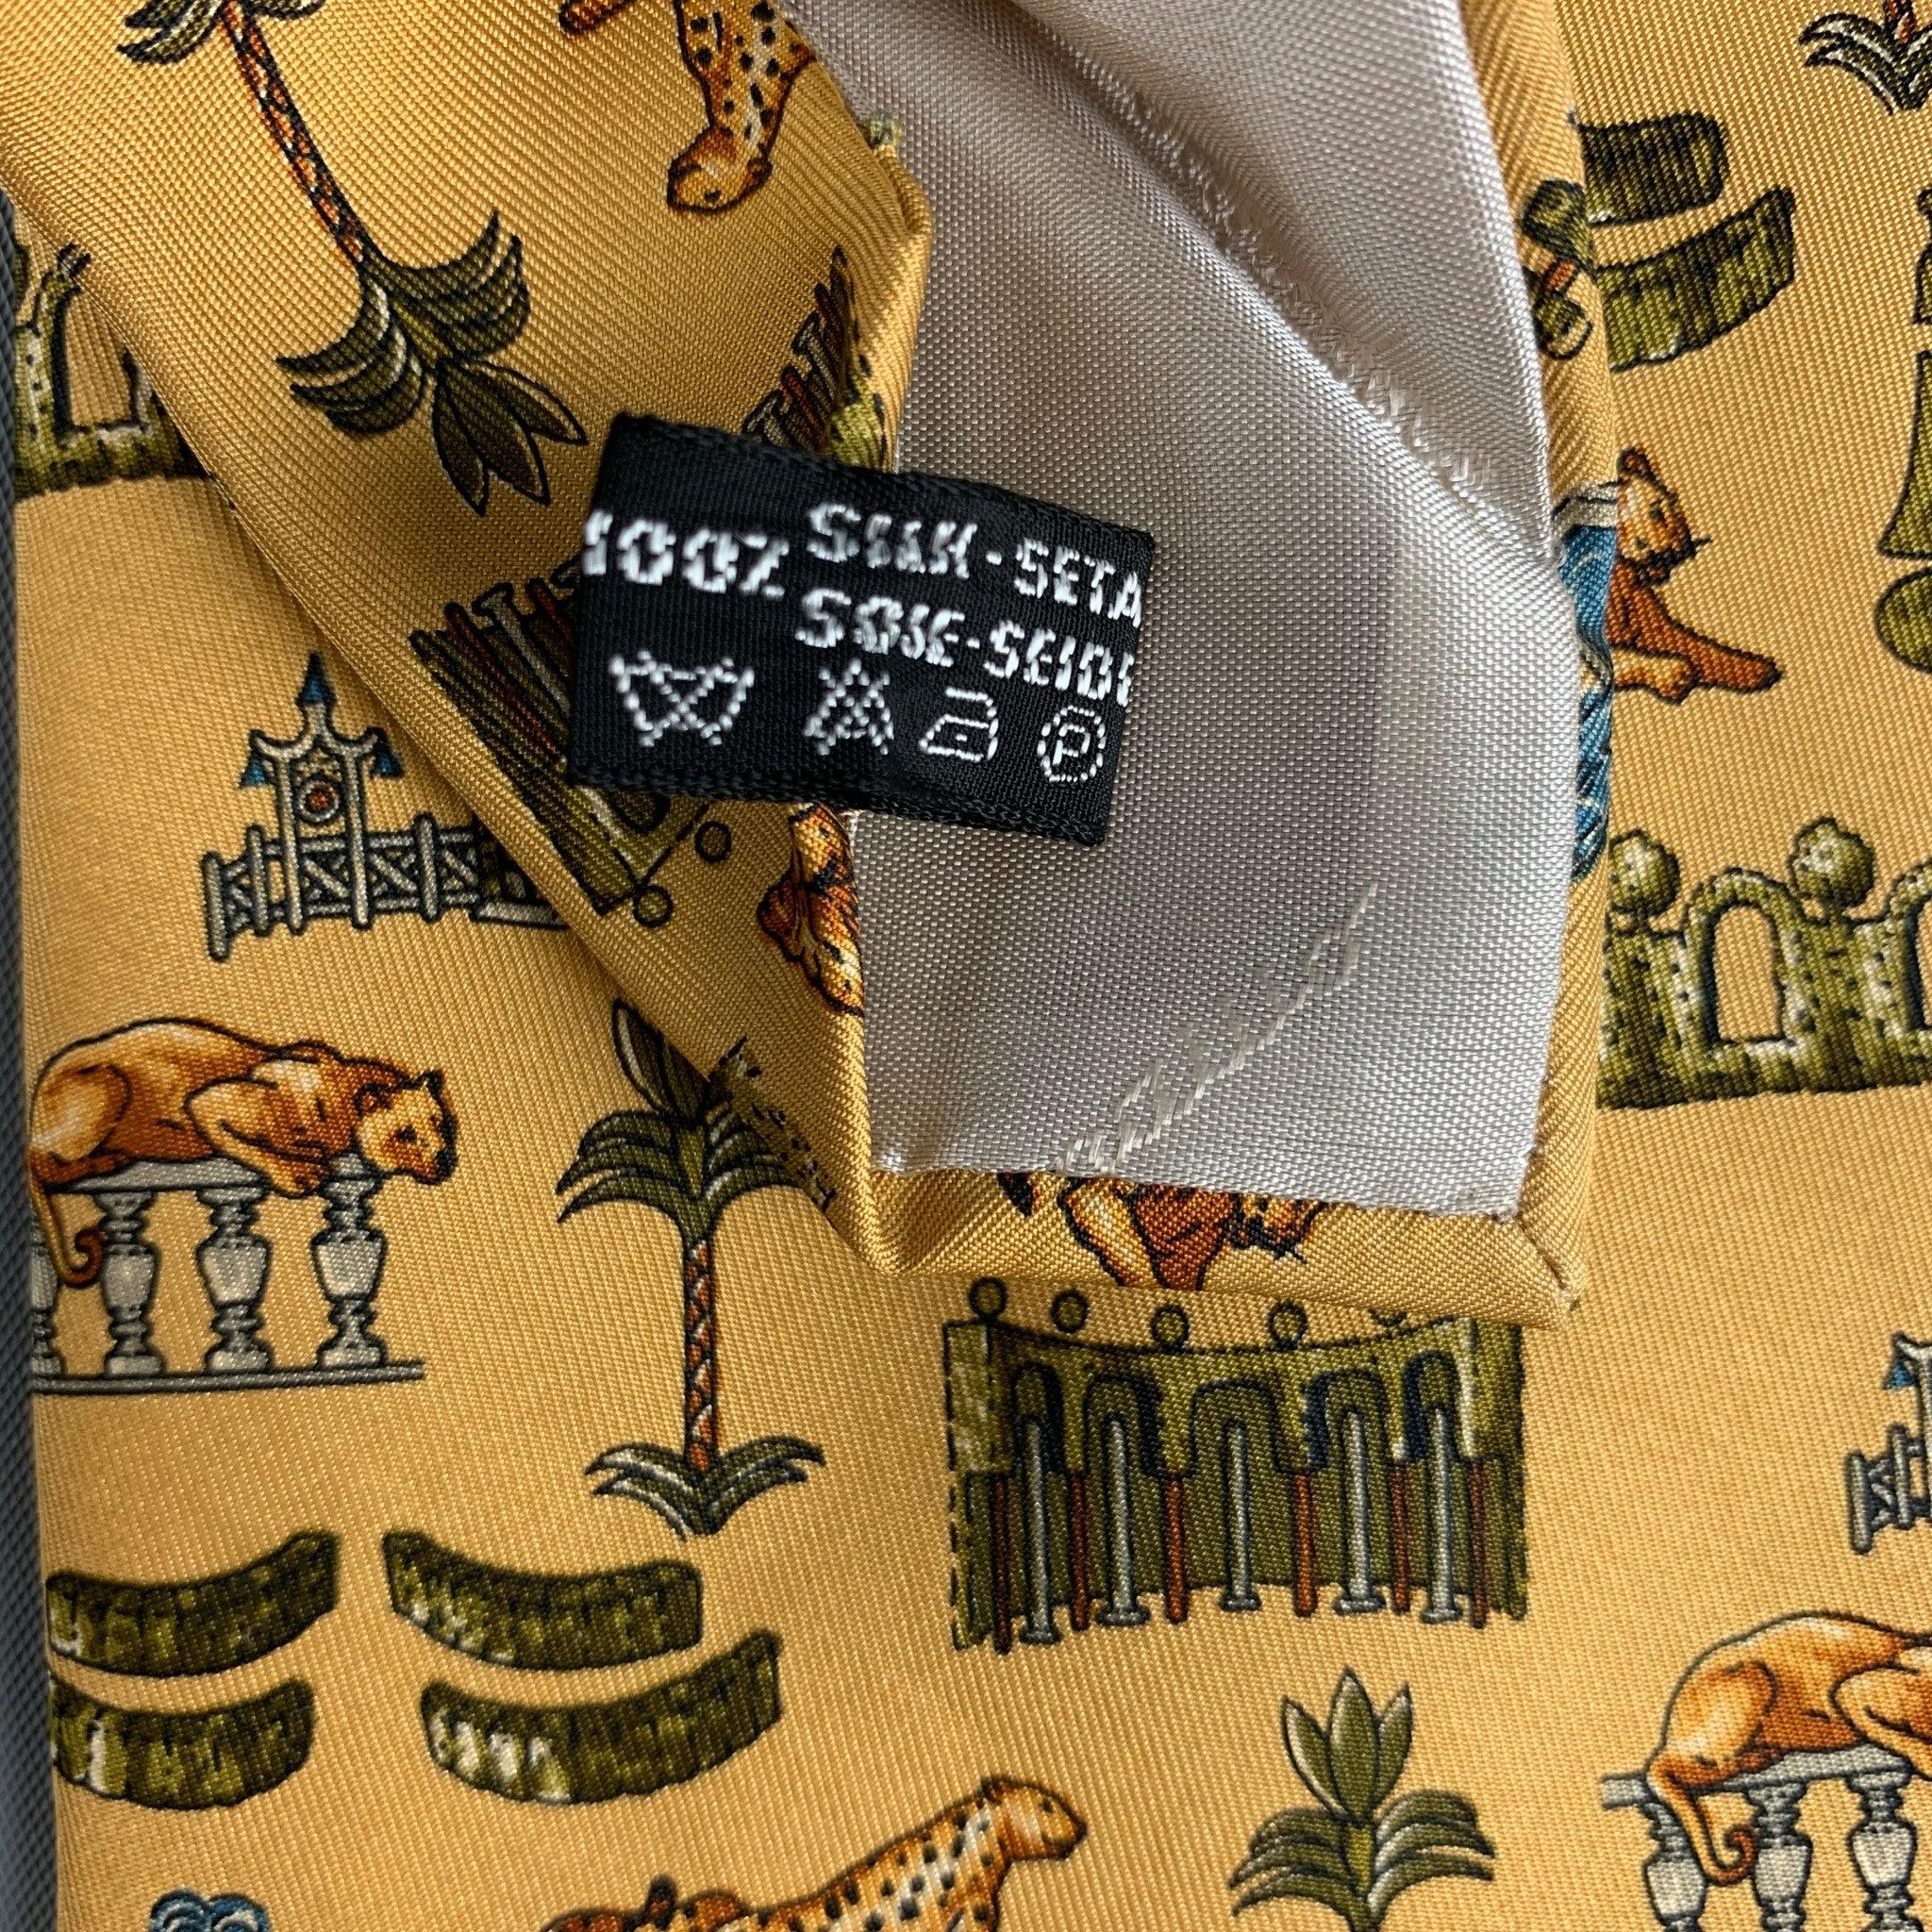 100% SILK - SETA
SOIE - SEIDE
P